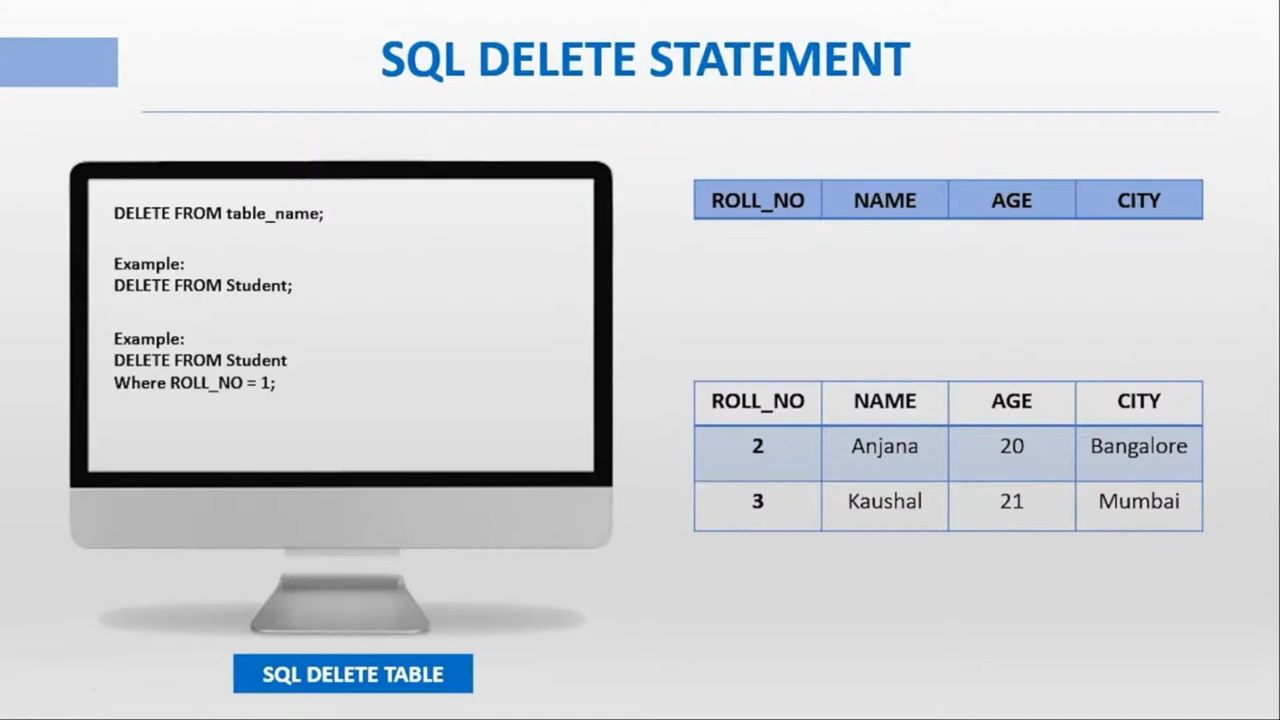 SQL DELETE STATEMENT
DELETE FROM table_name;
Example:
DELETE FROM Student;
Example:
DELETE FROM Student
Where ROLL_NO = 1;
ROLL_NO NAME AGE CITY
ROLL_NO NAME AGE CITY
2 Anjana 20 Bangalore
3 Kaushal 21 Mumbai
SQL DELETE TABLE